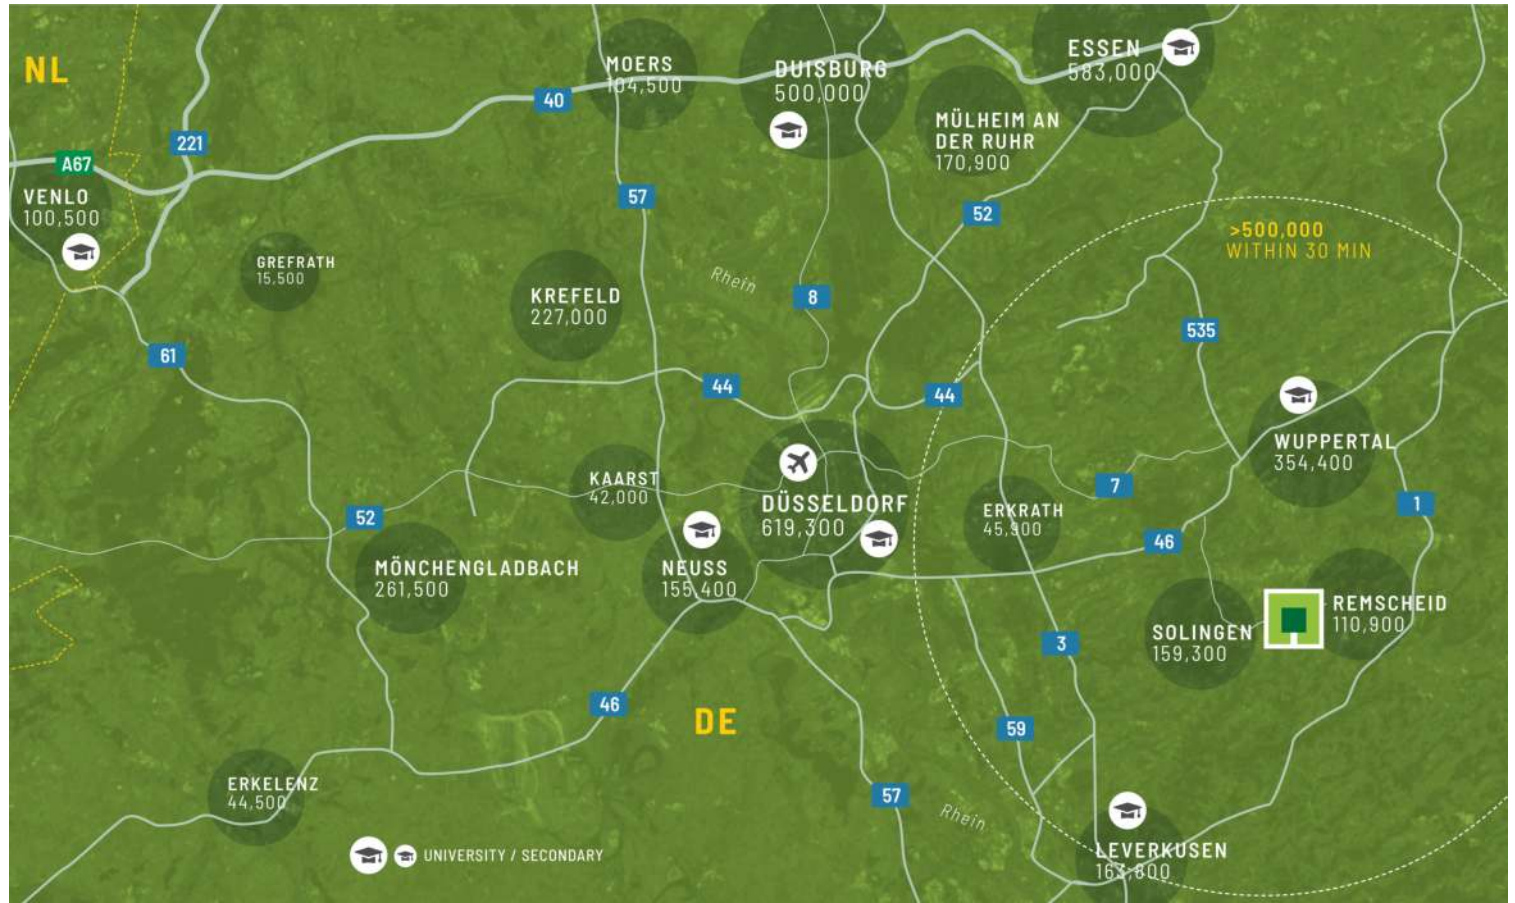 NL
MOERS
104,500
DUISBURG
500,000
ESSEN
583,000
40
MÜLHEIM AN
DER RUHR
170,900
221
A67
VENLO
100,500
57
52
>500,000
WITHIN 30 MIN
GREFRATH
15,500
Rhein
KREFELD
227,000
8
535
61
44
44
WUPPERTAL
354,400
KAARST
42,000
DÜSSELDORF
619,300
ERKRATH
45,900
7
1
52
46
MÖNCHENGLADBACH
261,500
NEUSS
155,400
REMSCHEID
110,900
SOLINGEN
159,300
3
46
DE
59
ERKELENZ
44,500
57
Rhein
UNIVERSITY / SECONDARY
LEVERKUSEN
163,800